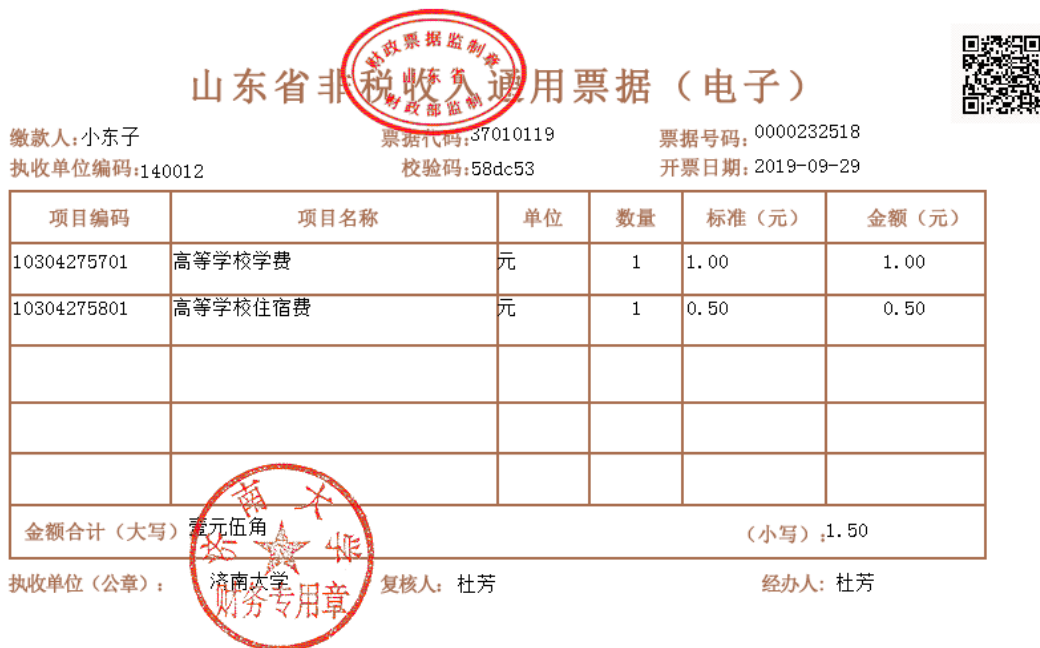 财政票据监制章
山东省
财政部监制
山东省非税收入通用票据（电子）
缴款人:小东子 票据代码:37010119 票据号码:0000232518
执收单位编码:140012 校验码:58dc53 开票日期:2019-09-29
项目编码 项目名称 单位 数量 标准（元） 金额（元）
10304275701 高等学校学费 元 1 1.00 1.00
10304275801 高等学校住宿费 元 1 0.50 0.50
金额合计（大写）壹元伍角 （小写）:1.50
执收单位（公章）： 济南大学 复核人: 杜芳 经办人: 杜芳
济南大学
财务专用章